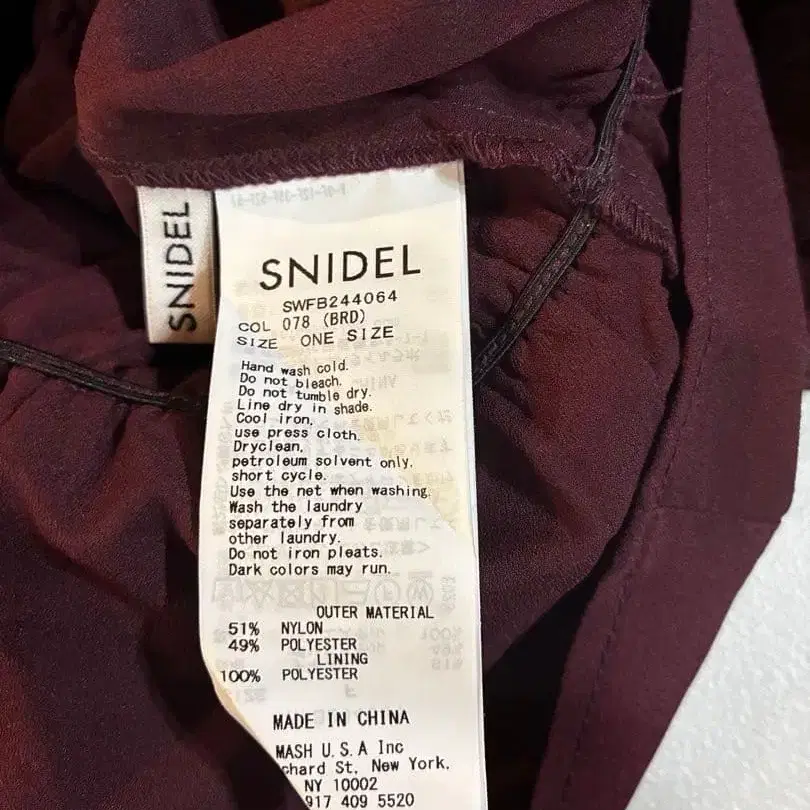 SNIDEL
SNIDEL
SWFB244064
COL 078 (BRD)
SIZE ONE SIZE
Hand wash cold.
Do not bleach.
Do not tumble dry.
Line dry in shade.
Cool iron,
use press cloth.
Dryclean,
petroleum solvent only.
short cycle.
Use the net when washing.
Wash the laundry
separately from
other laundry.
Do not iron pleats.
Dark colors may run.
OUTER MATERIAL
51% NYLON
49% POLYESTER
LINING
100% POLYESTER
MADE IN CHINA
MASH U.S.A Inc
St, New York,
NY 10002
917 409 5520